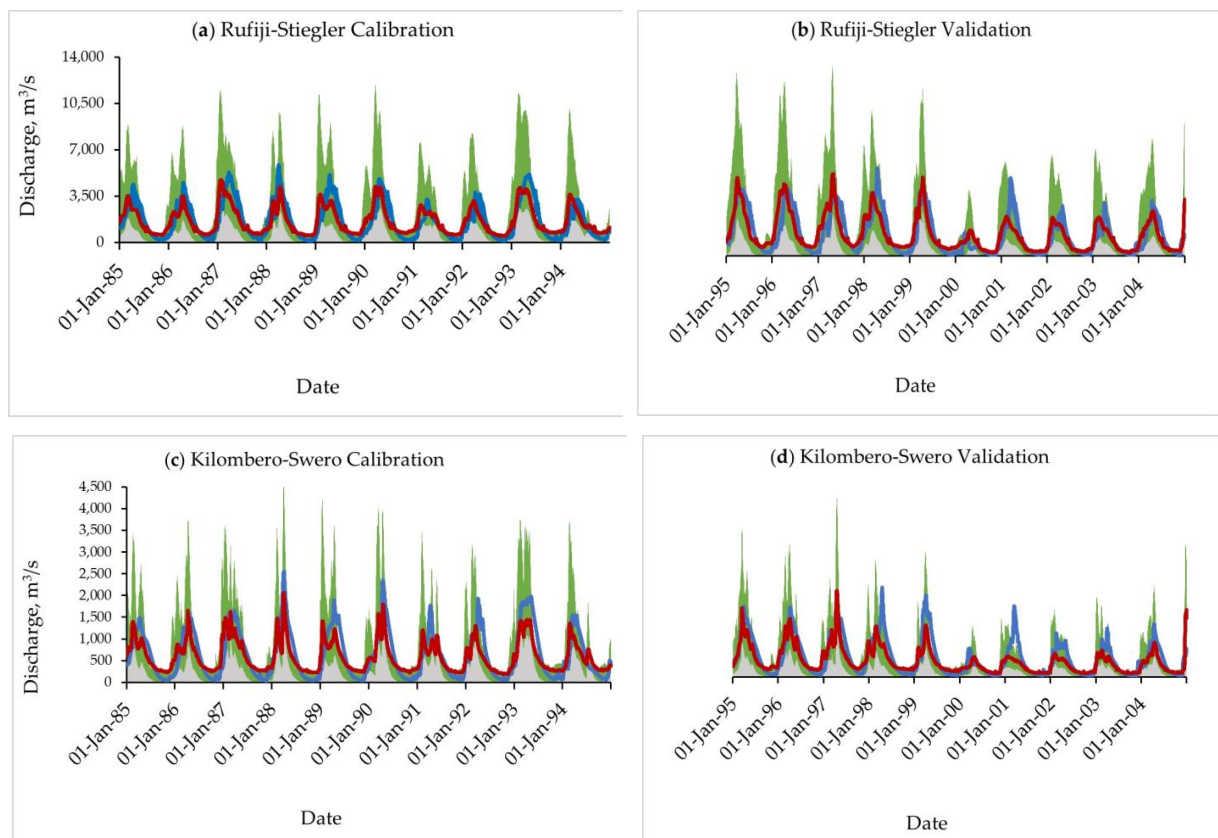 (a) Rufiji-Stiegler Calibration
Discharge, m³/s
14,000
10,500
7,000
3,500
0
01-Jan-85
01-Jan-86
01-Jan-87
01-Jan-88
01-Jan-89
01-Jan-90
01-Jan-91
01-Jan-92
01-Jan-93
01-Jan-94
Date
(b) Rufiji-Stiegler Validation
01-Jan-95
01-Jan-96
01-Jan-97
01-Jan-98
01-Jan-99
01-Jan-00
01-Jan-01
01-Jan-02
01-Jan-03
01-Jan-04
Date
(c) Kilombero-Swero Calibration
Discharge, m³/s
4,500
4,000
3,500
3,000
2,500
2,000
1,500
1,000
500
0
01-Jan-85
01-Jan-86
01-Jan-87
01-Jan-88
01-Jan-89
01-Jan-90
01-Jan-91
01-Jan-92
01-Jan-93
01-Jan-94
Date
(d) Kilombero-Swero Validation
01-Jan-95
01-Jan-96
01-Jan-97
01-Jan-98
01-Jan-99
01-Jan-00
01-Jan-01
01-Jan-02
01-Jan-03
01-Jan-04
Date